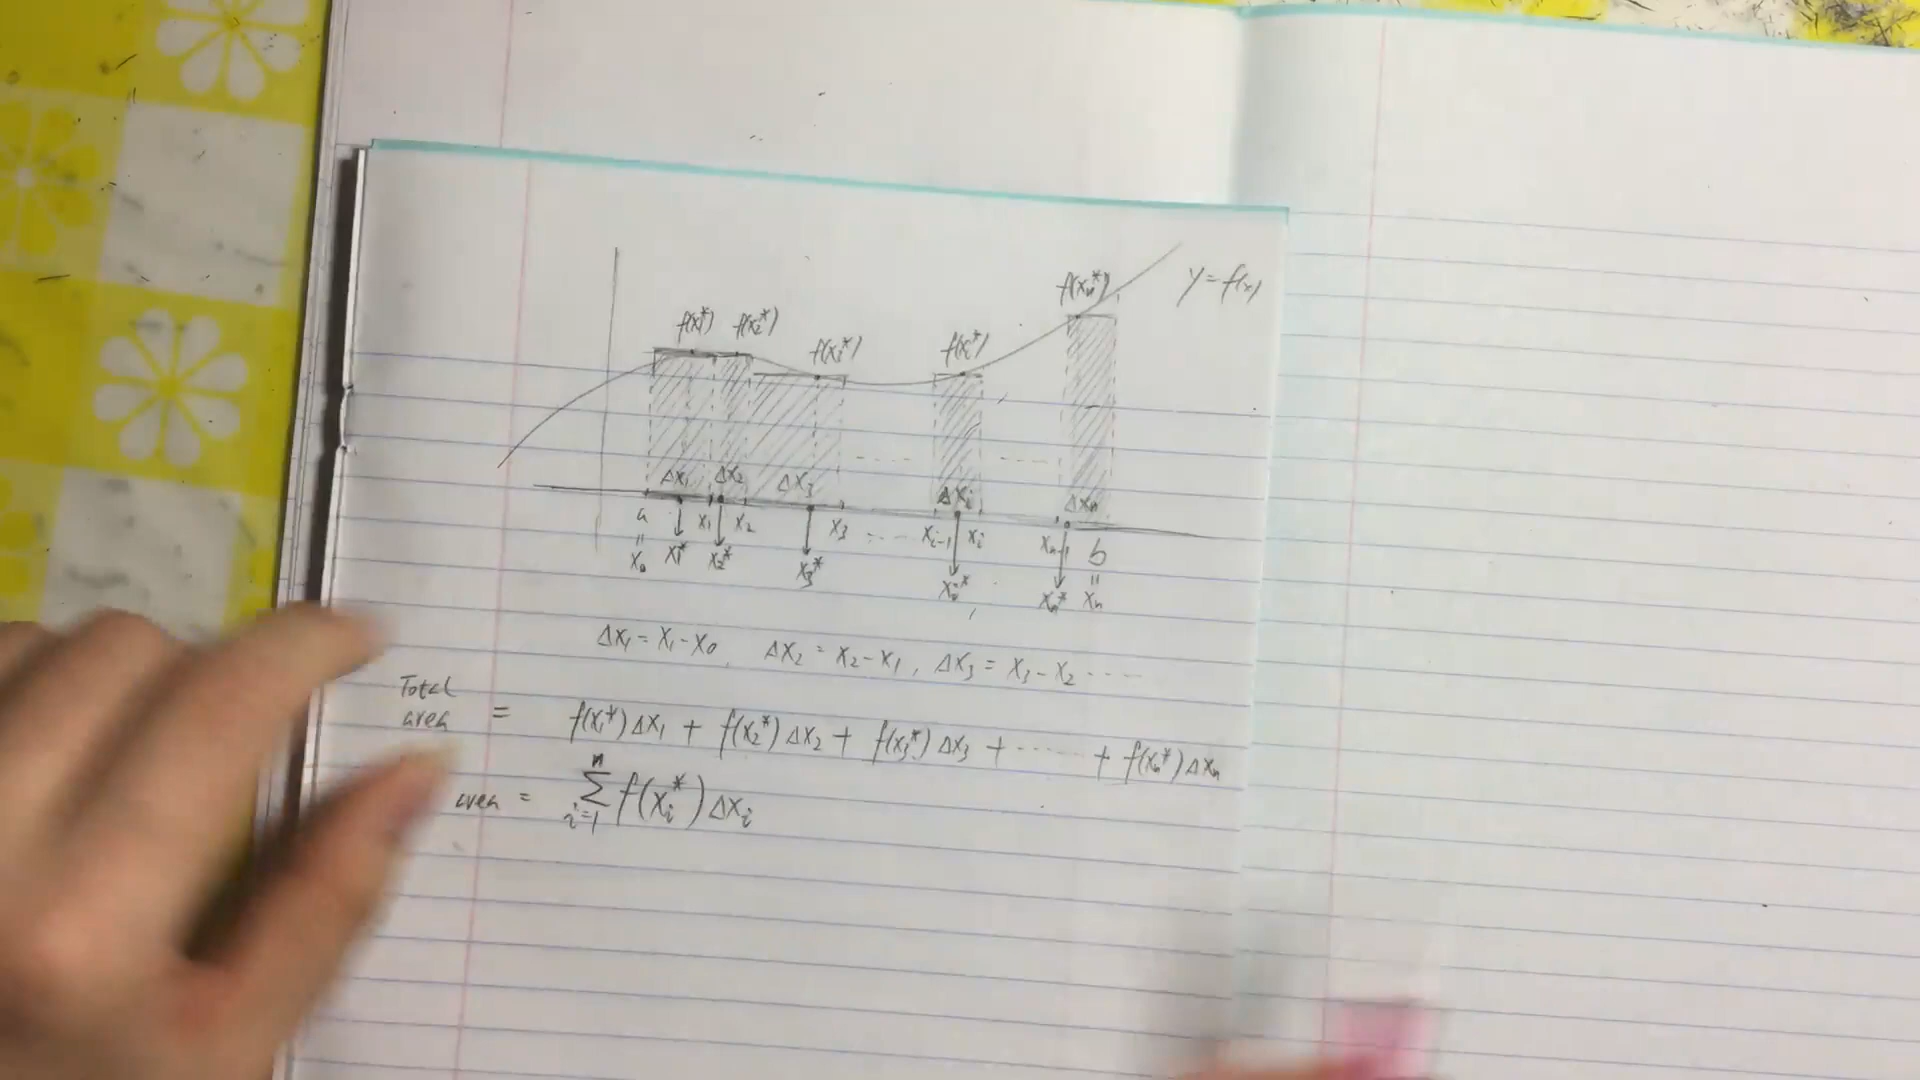 y = f(x)
f(x₁*) f(x₂*) f(x₃*) f(xᵢ*) f(xₙ*)
Δx₁ Δx₂ Δx₃ Δxᵢ Δxₙ
a x₁ x₂ x₃ ...... xᵢ₋₁ xᵢ xₙ₋₁ b
= =
x₀ x₁* x₂* x₃* xᵢ* xₙ* xₙ
Δx₁ = x₁ - x₀, Δx₂ = x₂ - x₁, Δx₃ = x₃ - x₂ ....
Total
area = f(x₁*)Δx₁ + f(x₂*)Δx₂ + f(x₃*)Δx₃ + ...... + f(xₙ*)Δxₙ
area = ∑ᵢ₌₁ⁿ f(xᵢ*)Δxᵢ